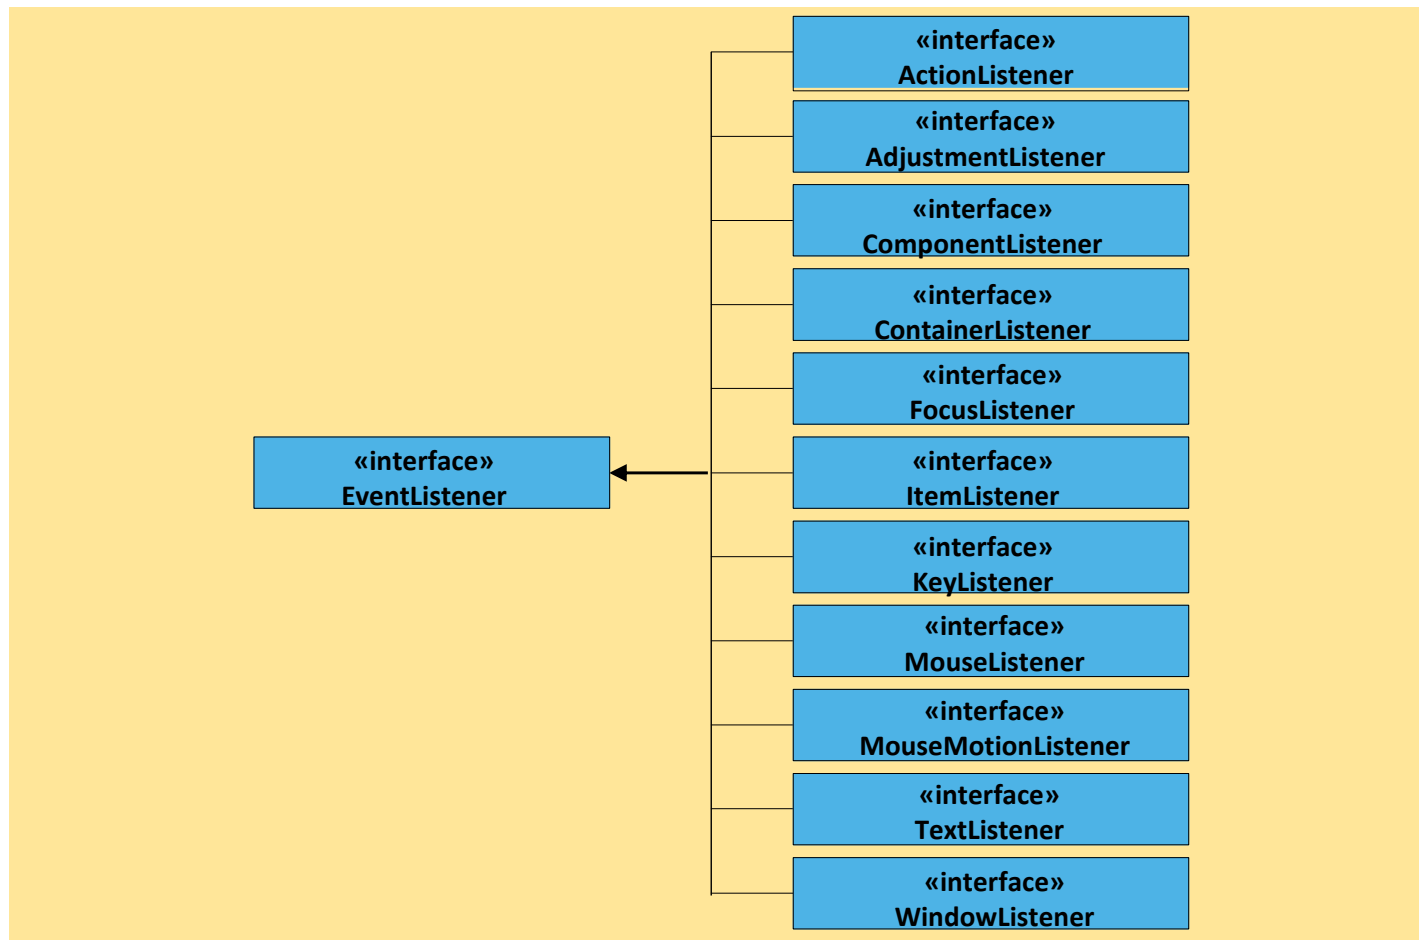 «interface»
ActionListener
«interface»
AdjustmentListener
«interface»
ComponentListener
«interface»
ContainerListener
«interface»
FocusListener
«interface»
EventListener
«interface»
ItemListener
«interface»
KeyListener
«interface»
MouseListener
«interface»
MouseMotionListener
«interface»
TextListener
«interface»
WindowListener